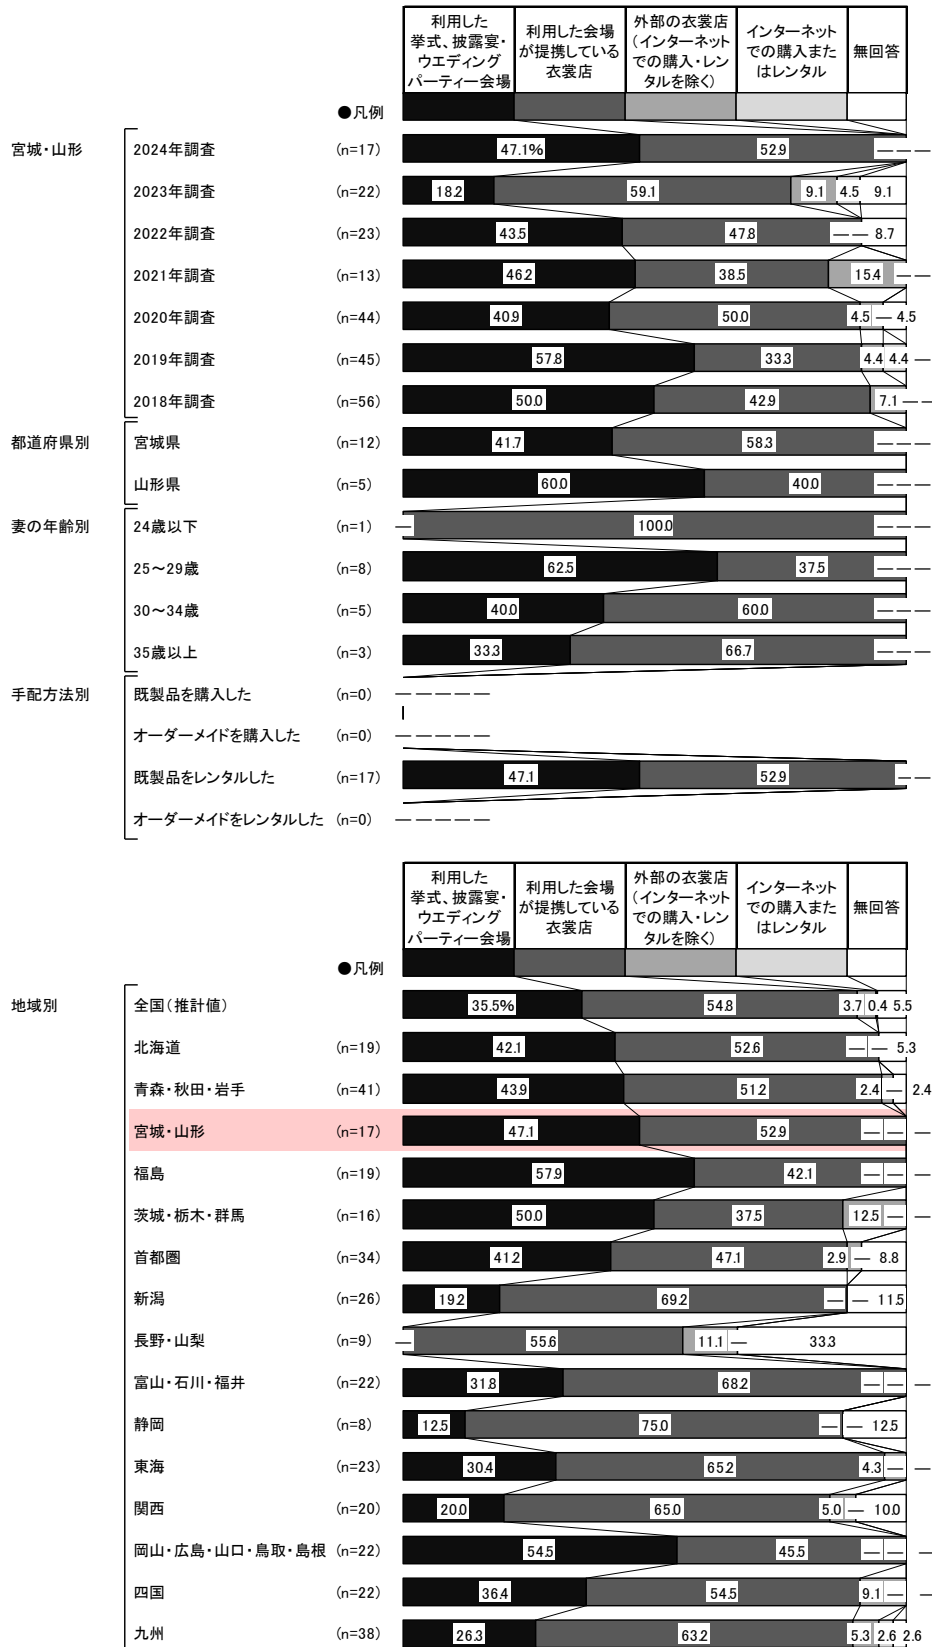 利用した
挙式、披露宴・
ウエディング
パーティー会場
利用した会場
が提携している
衣裳店
外部の衣裳店
(インターネット
での購入・レン
タルを除く)
インターネット
での購入また
はレンタル
無回答
●凡例
宮城・山形 2024年調査 (n=17) 47.1% 52.9 — — —
2023年調査 (n=22) 18.2 59.1 9.1 4.5 9.1
2022年調査 (n=23) 43.5 47.8 — — 8.7
2021年調査 (n=13) 46.2 38.5 15.4 — —
2020年調査 (n=44) 40.9 50.0 4.5 — 4.5
2019年調査 (n=45) 57.8 33.3 4.4 4.4 —
2018年調査 (n=56) 50.0 42.9 7.1 — —
都道府県別 宮城県 (n=12) 41.7 58.3 — — —
山形県 (n=5) 60.0 40.0 — — —
妻の年齢別 24歳以下 (n=1) — 100.0 — — —
25～29歳 (n=8) 62.5 37.5 — — —
30～34歳 (n=5) 40.0 60.0 — — —
35歳以上 (n=3) 33.3 66.7 — — —
手配方法別 既製品を購入した (n=0) — — — — —
オーダーメイドを購入した (n=0) — — — — —
既製品をレンタルした (n=17) 47.1 52.9 — — —
オーダーメイドをレンタルした (n=0) — — — — —
利用した
挙式、披露宴・
ウエディング
パーティー会場
利用した会場
が提携している
衣裳店
外部の衣裳店
(インターネット
での購入・レン
タルを除く)
インターネット
での購入また
はレンタル
無回答
●凡例
地域別 全国(推計値) 35.5% 54.8 3.7 0.4 5.5
北海道 (n=19) 42.1 52.6 — — 5.3
青森・秋田・岩手 (n=41) 43.9 51.2 2.4 — 2.4
宮城・山形 (n=17) 47.1 52.9 — — —
福島 (n=19) 57.9 42.1 — — —
茨城・栃木・群馬 (n=16) 50.0 37.5 12.5 — —
首都圏 (n=34) 41.2 47.1 2.9 — 8.8
新潟 (n=26) 19.2 69.2 — — 11.5
長野・山梨 (n=9) — 55.6 11.1 — 33.3
富山・石川・福井 (n=22) 31.8 68.2 — — —
静岡 (n=8) 12.5 75.0 — — 12.5
東海 (n=23) 30.4 65.2 4.3 — —
関西 (n=20) 20.0 65.0 5.0 — 10.0
岡山・広島・山口・鳥取・島根 (n=22) 54.5 45.5 — — —
四国 (n=22) 36.4 54.5 9.1 — —
九州 (n=38) 26.3 63.2 5.3 2.6 2.6